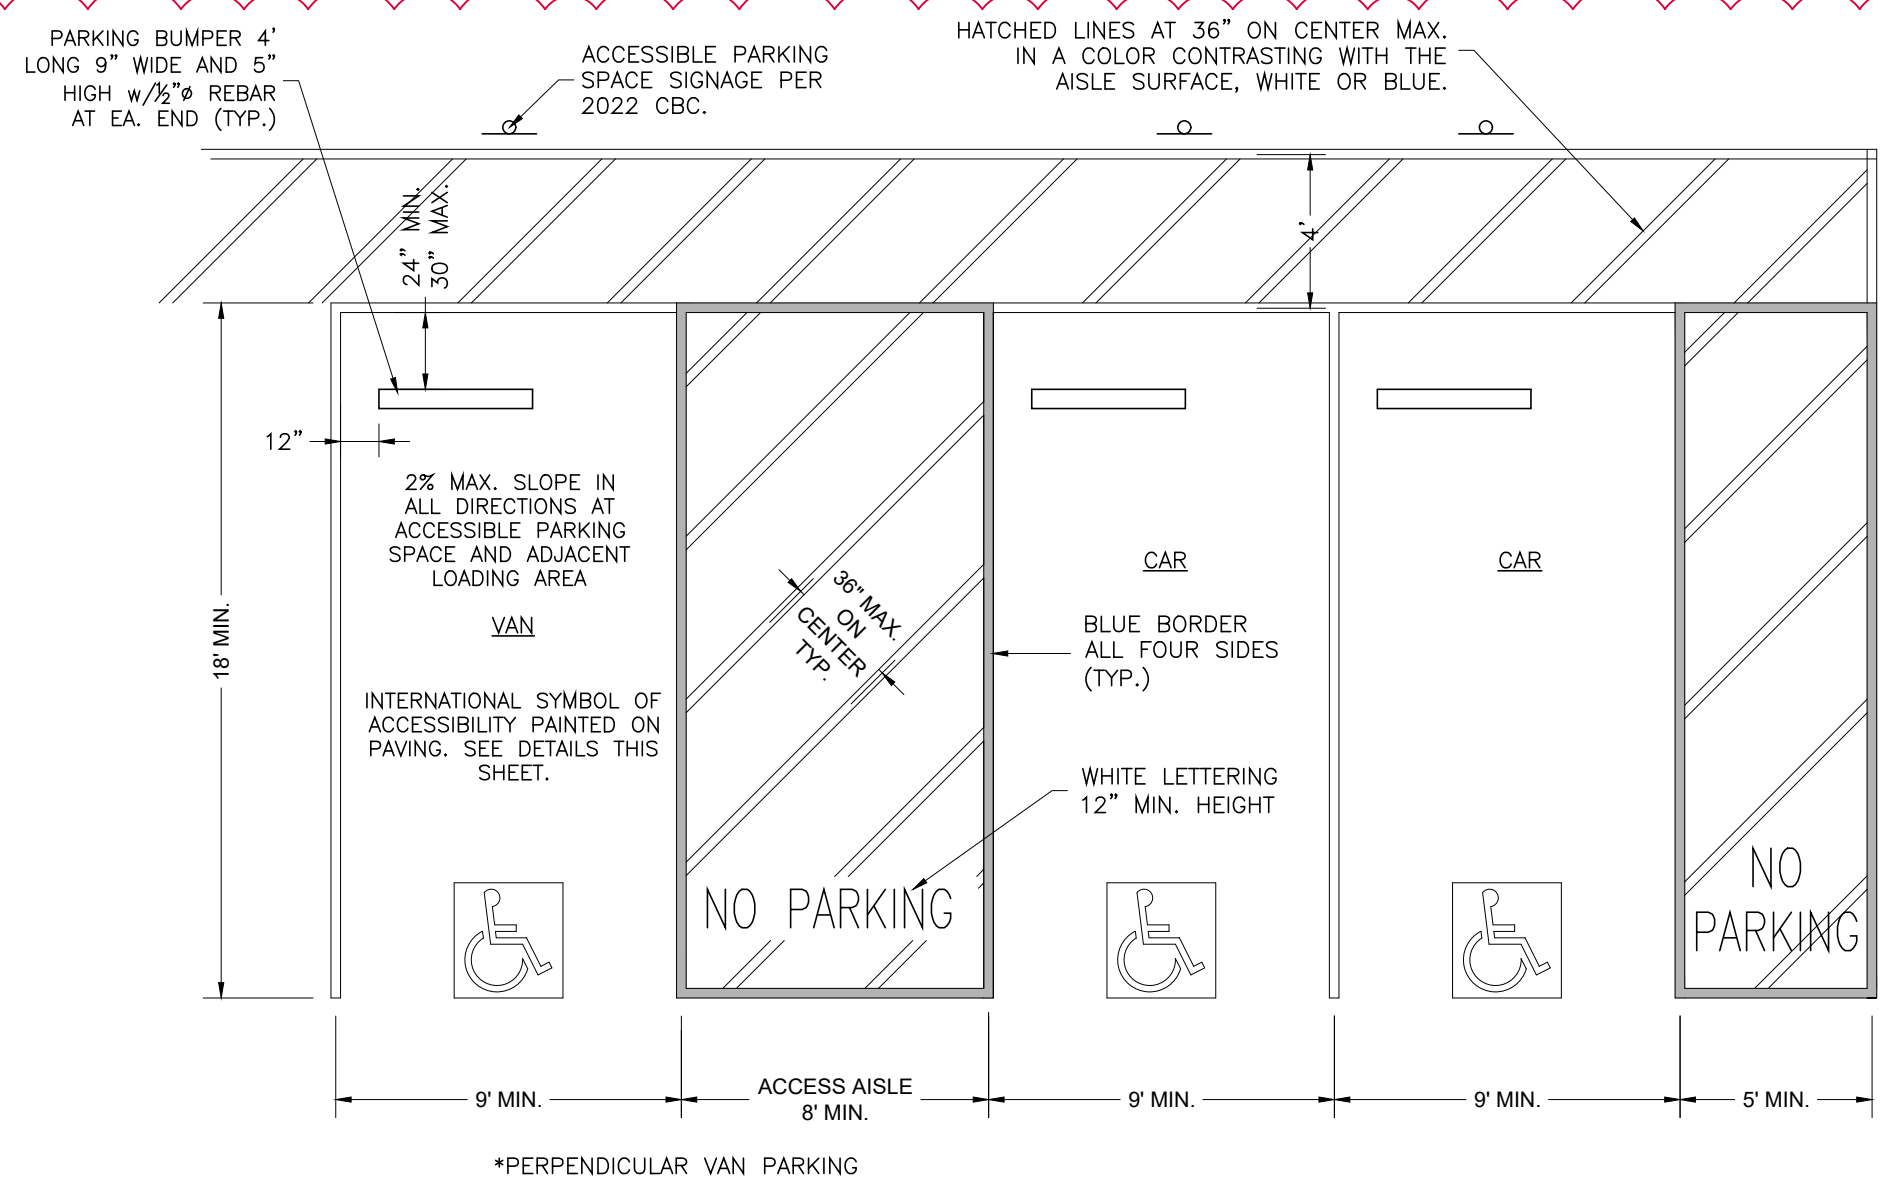 PARKING BUMPER 4'
LONG 9” WIDE AND 5”
HIGH w/½”ø REBAR
AT EA. END (TYP.)
ACCESSIBLE PARKING
SPACE SIGNAGE PER
2022 CBC.
HATCHED LINES AT 36” ON CENTER MAX.
IN A COLOR CONTRASTING WITH THE
AISLE SURFACE, WHITE OR BLUE.
24” MIN.
30” MAX.
4'
12”
18' MIN.
2% MAX. SLOPE IN
ALL DIRECTIONS AT
ACCESSIBLE PARKING
SPACE AND ADJACENT
LOADING AREA
VAN
INTERNATIONAL SYMBOL OF
ACCESSIBILITY PAINTED ON
PAVING. SEE DETAILS THIS
SHEET.
36" MAX.
ON
CENTER
TYP.
NO PARKING
CAR
BLUE BORDER
ALL FOUR SIDES
(TYP.)
WHITE LETTERING
12” MIN. HEIGHT
CAR
NO
PARKING
9' MIN.
ACCESS AISLE
8' MIN.
9' MIN.
9' MIN.
5' MIN.
*PERPENDICULAR VAN PARKING